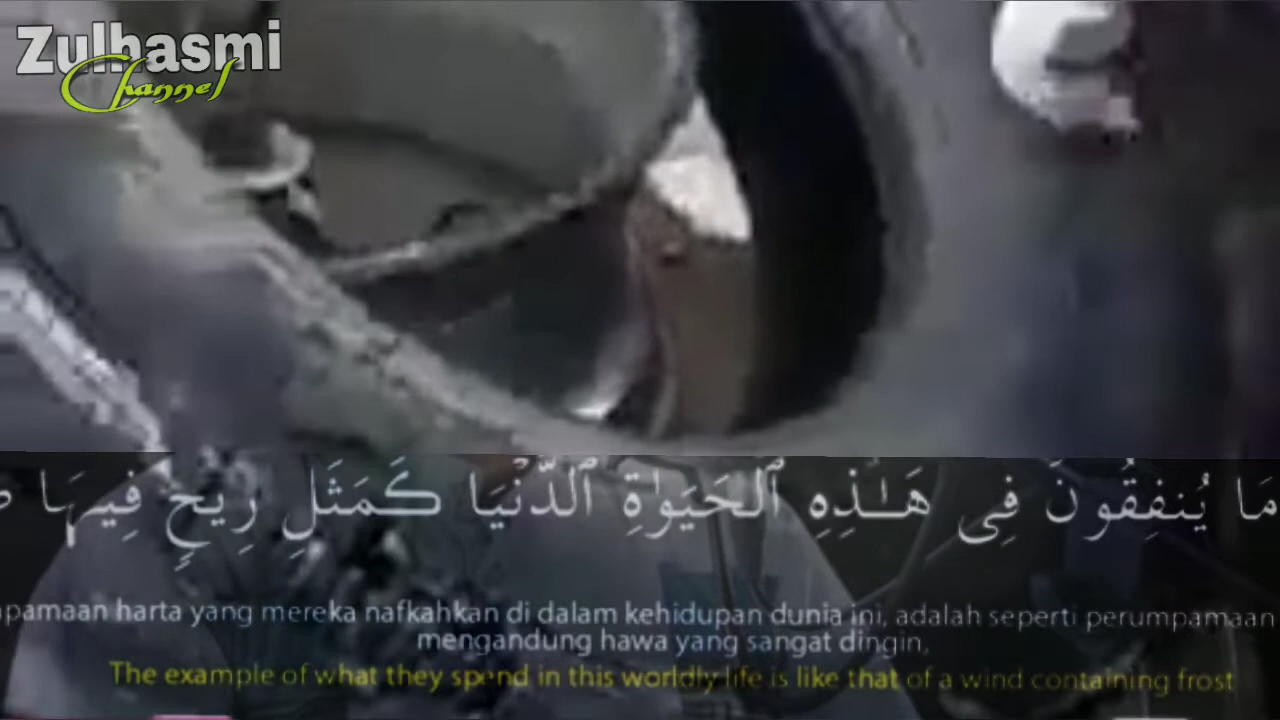 Zulhasmi
Channel
مَا يُنفِقُونَ فِى هَـٰذِهِ ٱلْحَيَوٰةِ ٱلدُّنْيَا كَمَثَلِ رِيحٍ فِيهَا
harta yang mereka nafkahkan di dalam kehidupan dunia ini, adalah seperti perumpamaan
mengandung hawa yang sangat dingin,
The example of what they spend in this worldly life is like that of a wind containing frost